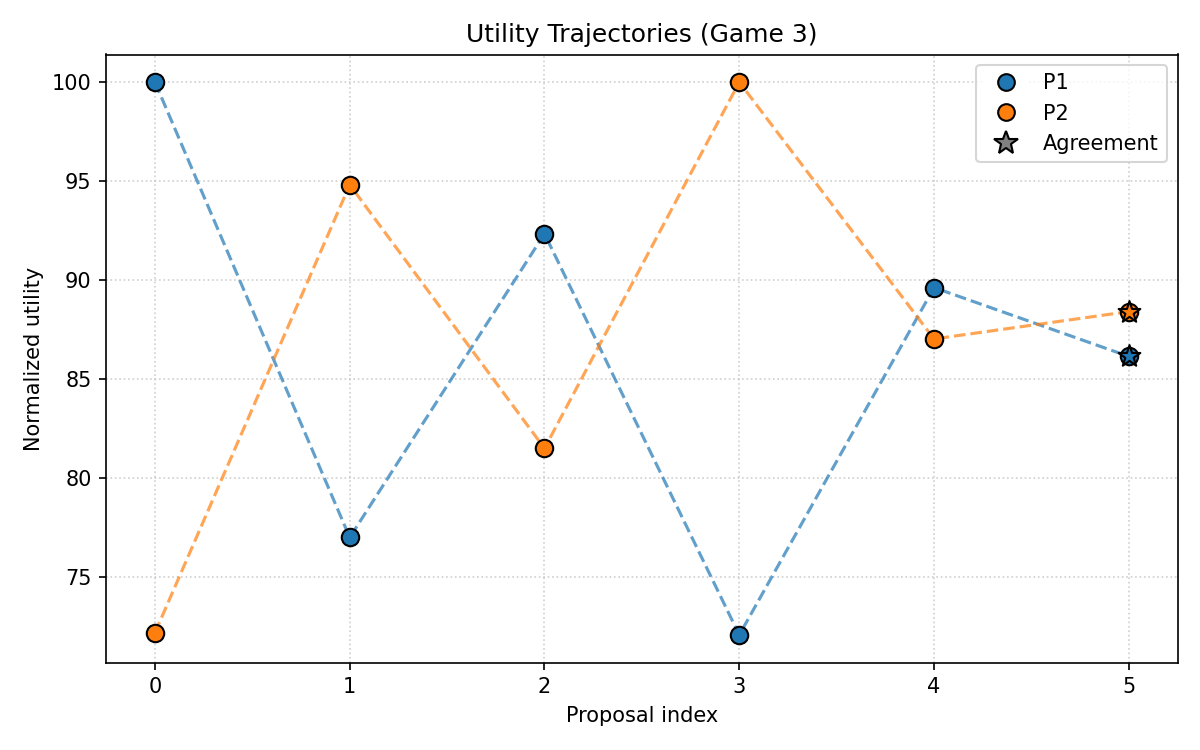 Utility Trajectories (Game 3)
P1
P2
Agreement
Normalized utility
100
95
90
85
80
75
0 1 2 3 4 5
Proposal index